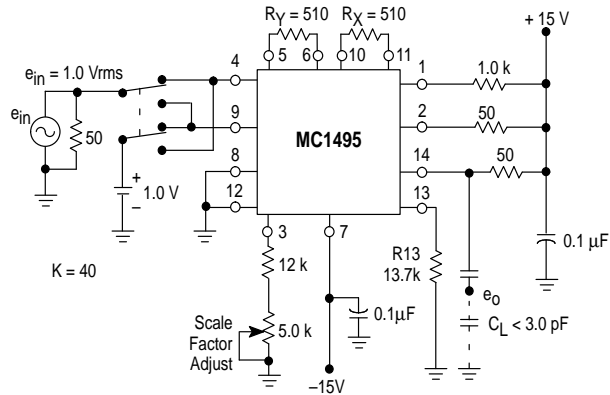 R_Y = 510
R_X = 510
+ 15 V
5
6
10
11
e_in = 1.0 Vrms
4
1
1.0 k
e_in
50
9
MC1495
2
50
8
14
50
+
1.0 V
–
12
13
3
7
R13
13.7k
0.1 µF
K = 40
12 k
e_o
Scale
Factor
Adjust
5.0 k
0.1µF
C_L < 3.0 pF
–15V